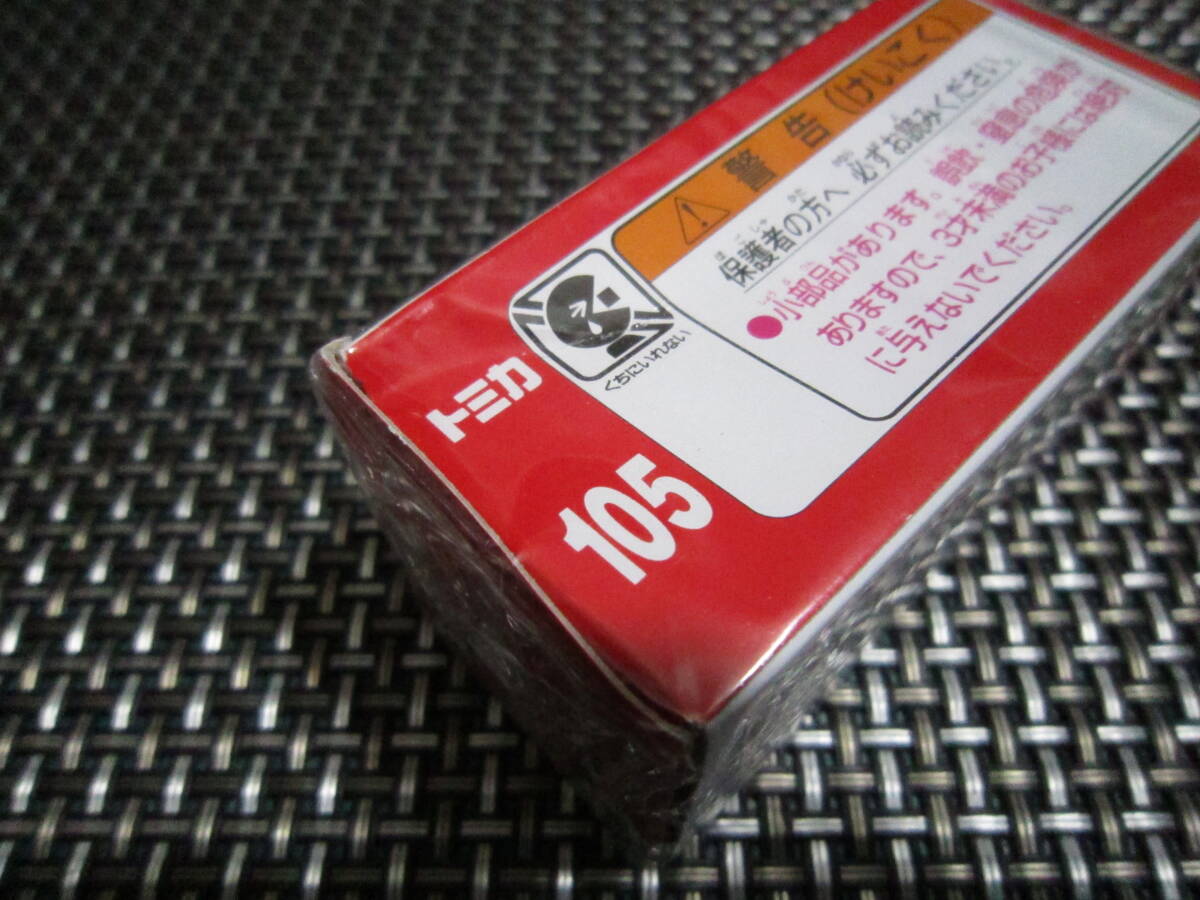 警告(けいこく)
保護者の方へ 必ずお読みください。
●小部品があります。誤飲・窒息の危険が
ありますので、3才未満のお子様には絶対
に与えないでください。
くちにいれない
トミカ
105